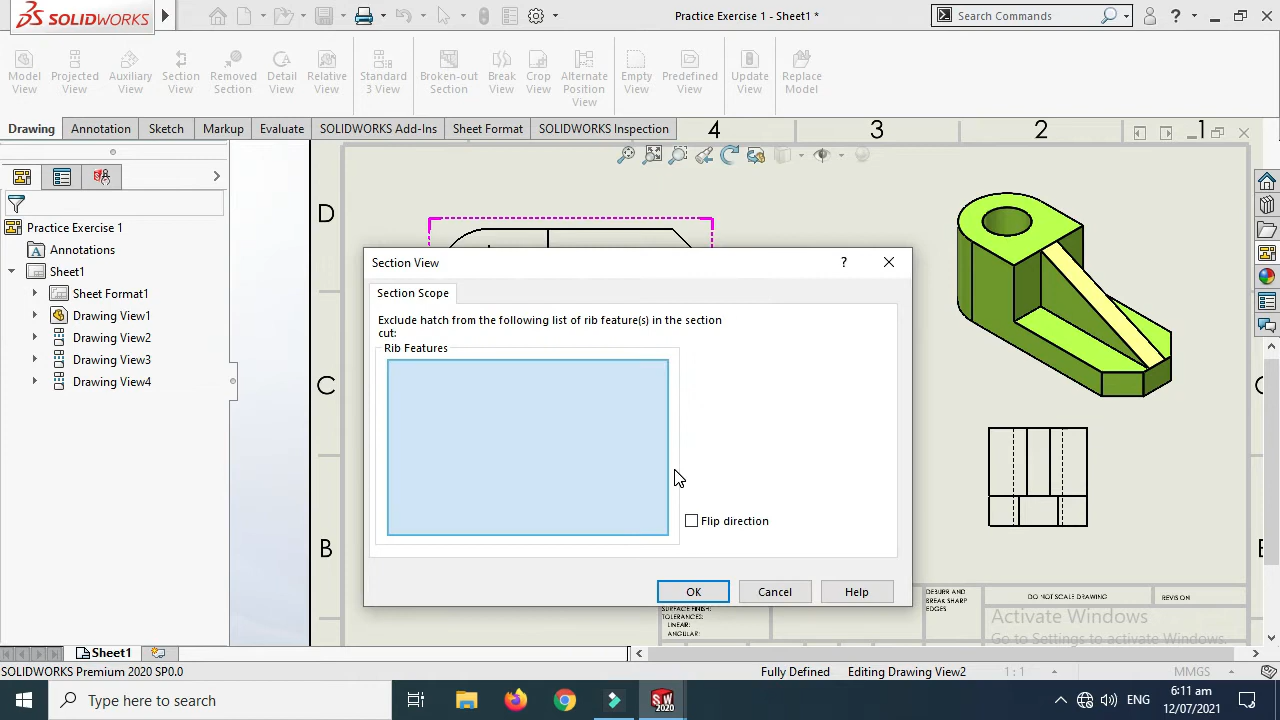 SOLIDWORKS
Practice Exercise 1 - Sheet1 *
Search Commands
Model View
Projected View
Auxiliary View
Section View
Removed Section
Detail View
Relative View
Standard 3 View
Broken-out Section
Break View
Crop View
Alternate Position View
Empty View
Predefined View
Update View
Replace Model
Drawing
Annotation
Sketch
Markup
Evaluate
SOLIDWORKS Add-Ins
Sheet Format
SOLIDWORKS Inspection
4
3
2
1
Practice Exercise 1
Annotations
Sheet1
Sheet Format1
Drawing View1
Drawing View2
Drawing View3
Drawing View4
D
C
B
C
Section View
Section Scope
Exclude hatch from the following list of rib feature(s) in the section
cut:
Rib Features
Flip direction
OK
Cancel
Help
SURFACE FINISH:
TOLERANCES:
LINEAR:
ANGULAR:
DEBURR AND
BREAK SHARP
EDGES
DO NOT SCALE DRAWING
REVISION
Activate Windows
Go to Settings to activate Windows.
Sheet1
SOLIDWORKS Premium 2020 SP0.0
Fully Defined
Editing Drawing View2
1 : 1
MMGS
Type here to search
SW
2020
ENG
6:11 am
12/07/2021